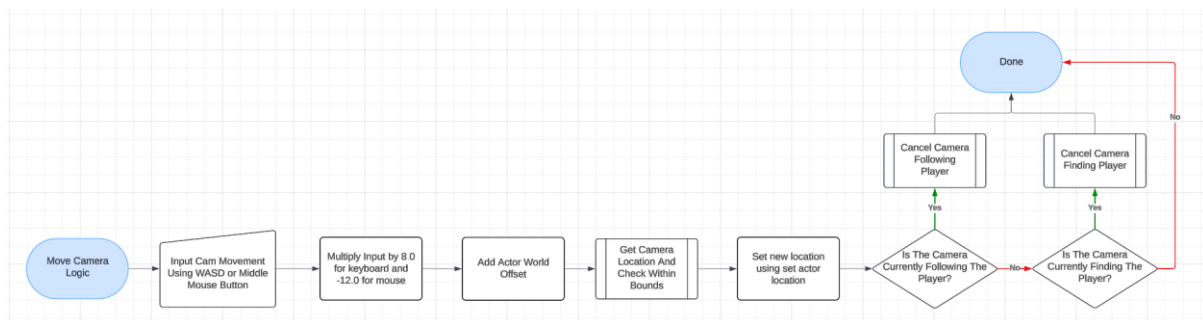 Done
No
Cancel Camera
Following
Player
Cancel Camera
Finding Player
Yes
Yes
Move Camera
Logic
Input Cam Movement
Using WASD or Middle
Mouse Button
Multiply Input by 8.0
for keyboard and
-12.0 for mouse
Add Actor World
Offset
Get Camera
Location And
Check Within
Bounds
Set new location
using set actor
location
Is The Camera
Currently Following The
Player?
No
Is The Camera
Currently Finding The
Player?